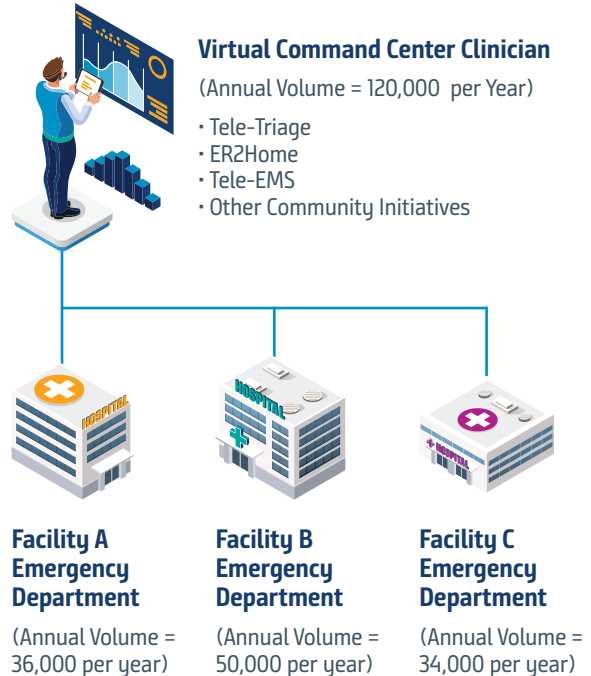 Virtual Command Center Clinician
(Annual Volume = 120,000 per Year)
· Tele-Triage
· ER2Home
· Tele-EMS
· Other Community Initiatives
HOSPITAL
HOSPITAL
HOSPITAL
Facility A
Emergency
Department
(Annual Volume =
36,000 per year)
Facility B
Emergency
Department
(Annual Volume =
50,000 per year)
Facility C
Emergency
Department
(Annual Volume =
34,000 per year)